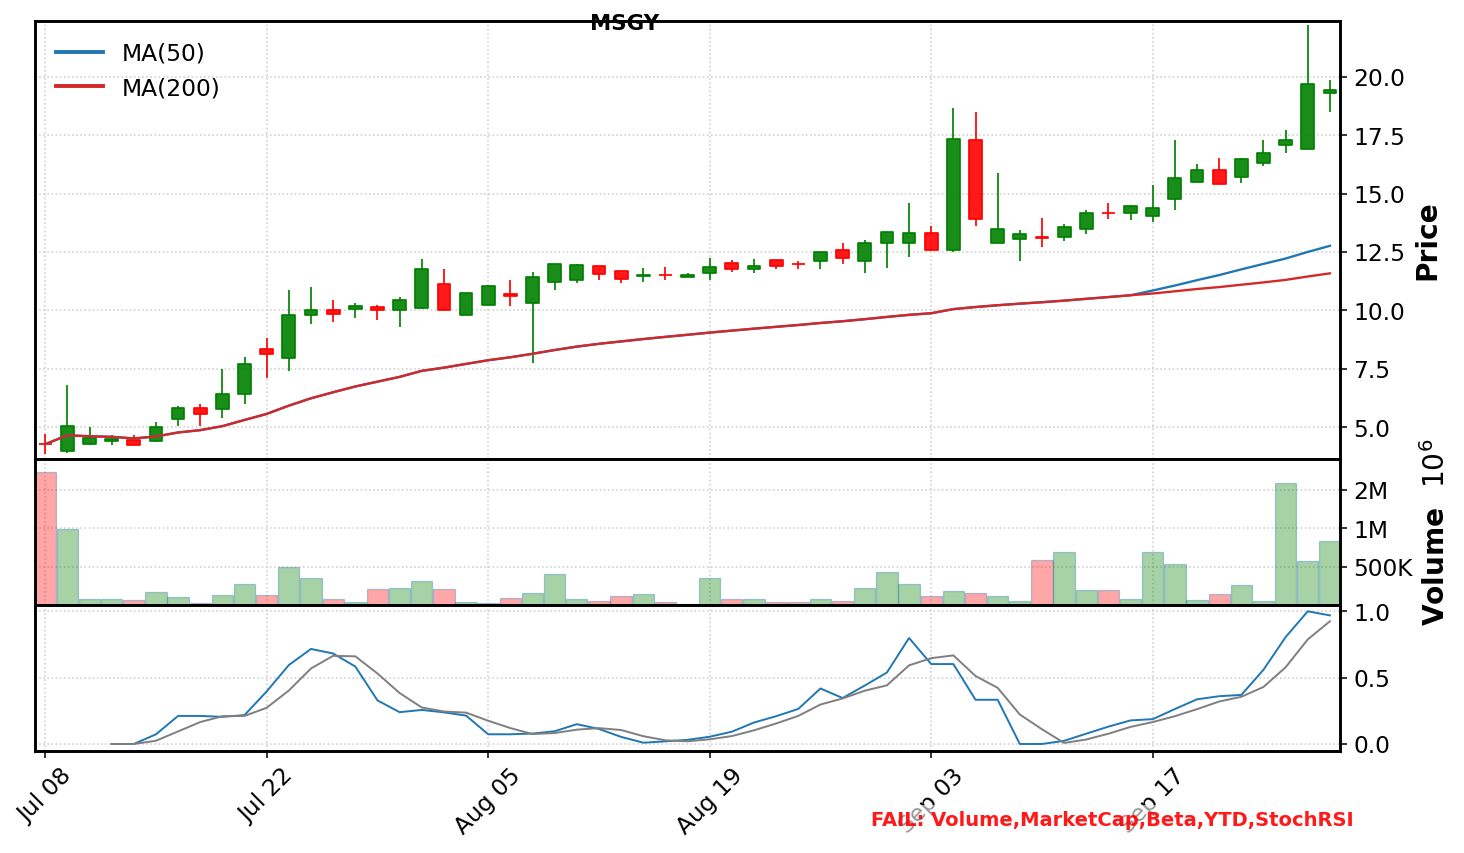 MSGY
MA(50)
MA(200)
20.0
17.5
15.0
12.5
10.0
7.5
5.0
Price
2M
1M
500K
Volume 10^6
1.0
0.5
0.0
Jul 08
Jul 22
Aug 05
Aug 19
Sep 03
Sep 17
FAIL: Volume,MarketCap,Beta,YTD,StochRSI